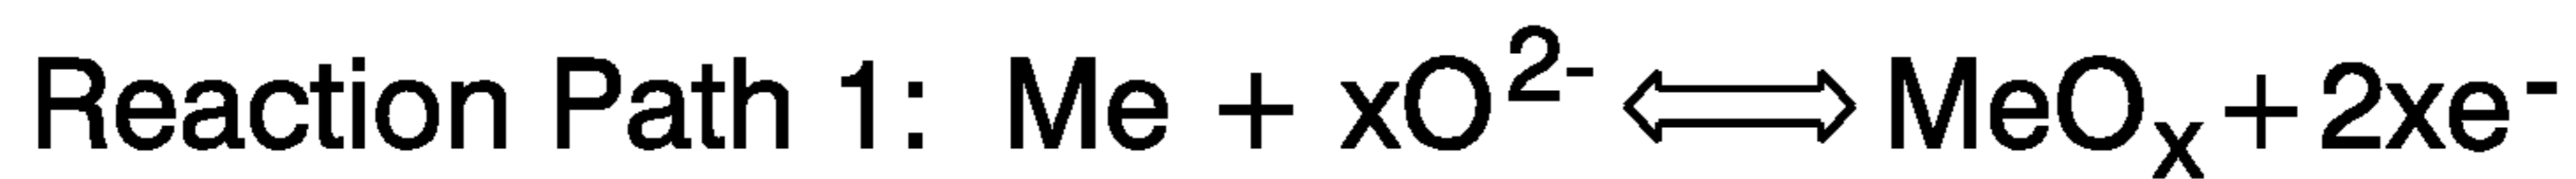 Reaction Path 1: Me + xO²⁻ ⇔ MeOₓ + 2xe⁻